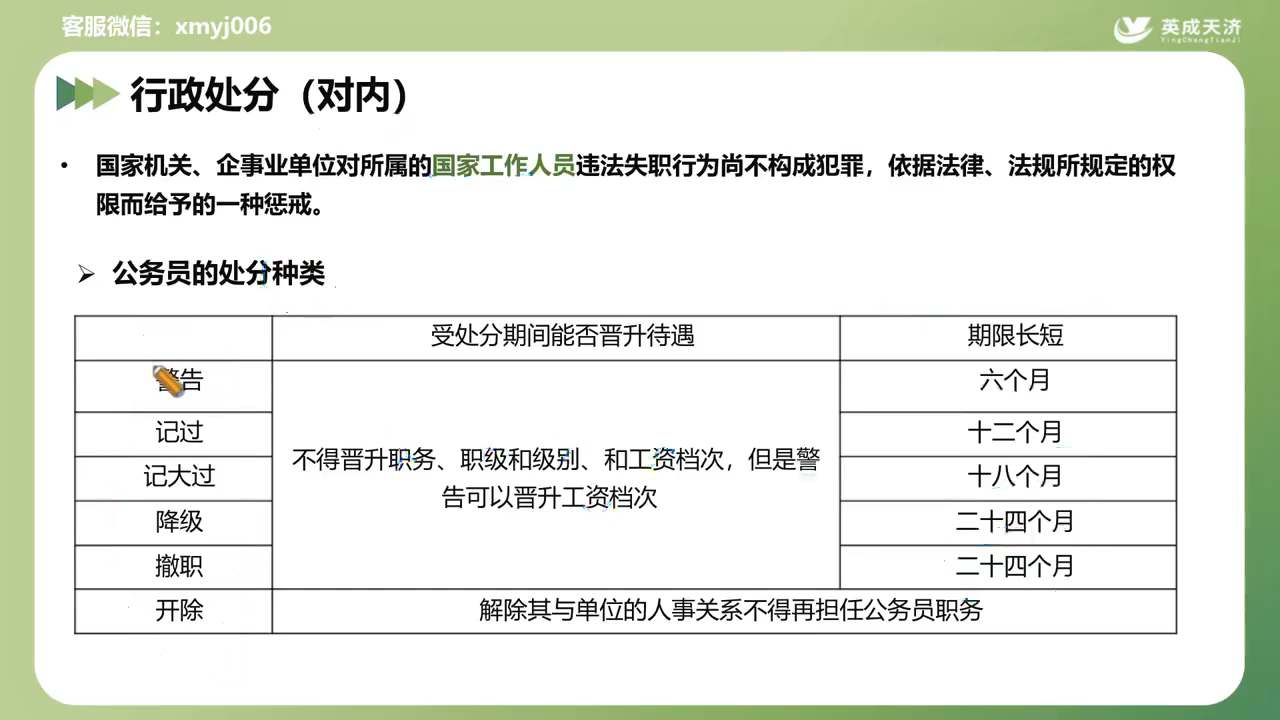 客服微信：xmyj006
英成天济
YingChengTianJi
行政处分（对内）
• 国家机关、企事业单位对所属的国家工作人员违法失职行为尚不构成犯罪，依据法律、法规所规定的权
限而给予的一种惩戒。
➢ 公务员的处分种类
受处分期间能否晋升待遇 期限长短
警告 六个月
记过 十二个月
不得晋升职务、职级和级别、和工资档次，但是警
告可以晋升工资档次
记大过 十八个月
降级 二十四个月
撤职 二十四个月
开除 解除其与单位的人事关系不得再担任公务员职务